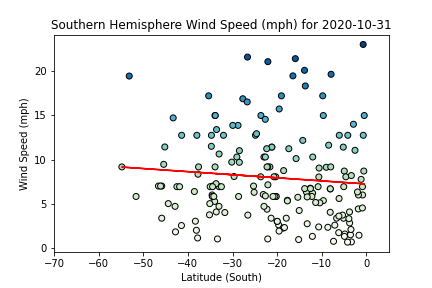 Southern Hemisphere Wind Speed (mph) for 2020-10-31
Wind Speed (mph)
20
15
10
5
0
−70 −60 −50 −40 −30 −20 −10 0
Latitude (South)